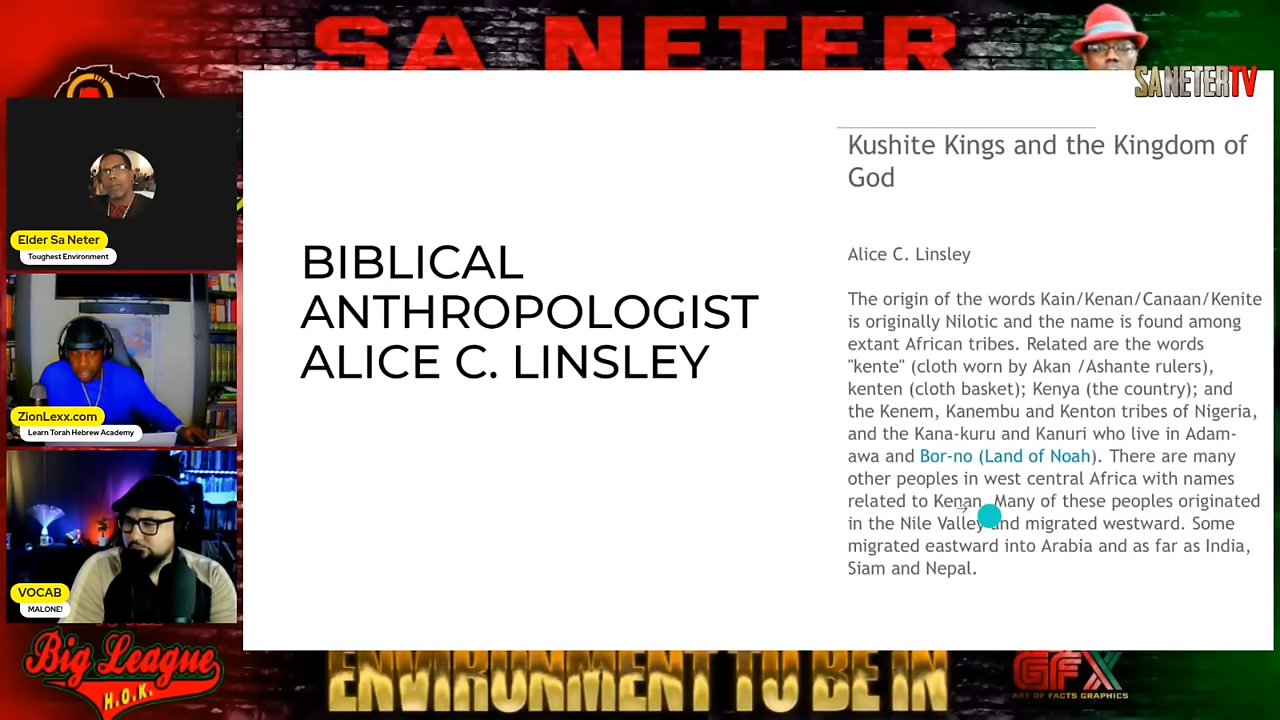 SA NETER
SANETERTV
Elder Sa Neter
Toughest Environment
ZionLexx.com
Learn Torah Hebrew Academy
VOCAB
MALONE!
BIBLICAL
ANTHROPOLOGIST
ALICE C. LINSLEY
Kushite Kings and the Kingdom of
God
Alice C. Linsley
The origin of the words Kain/Kenan/Canaan/Kenite
is originally Nilotic and the name is found among
extant African tribes. Related are the words
"kente" (cloth worn by Akan /Ashante rulers),
kenten (cloth basket); Kenya (the country); and
the Kenem, Kanembu and Kenton tribes of Nigeria,
and the Kana-kuru and Kanuri who live in Adam-
awa and Bor-no (Land of Noah). There are many
other peoples in west central Africa with names
related to Kenan. Many of these peoples originated
in the Nile Valley and migrated westward. Some
migrated eastward into Arabia and as far as India,
Siam and Nepal.
Big League
H.O.K.
ENVIRONMENT TO BE IN
GFX
ART OF FACTS GRAPHICS